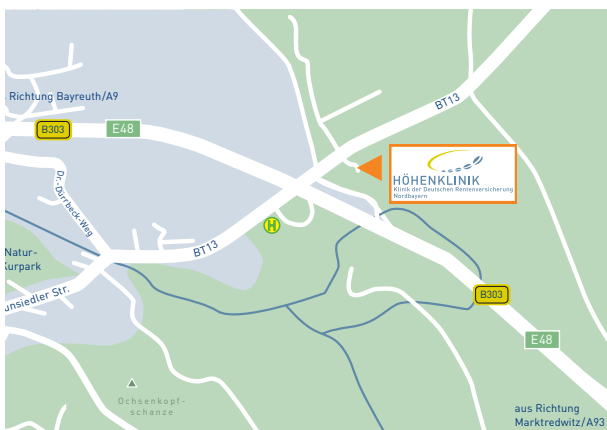 BT13
Richtung Bayreuth/A9
B303
E48
HÖHENKLINIK
Klinik der Deutschen Rentenversicherung
Nordbayern
Dr.-Dürrbeck-Weg
H
BT13
Natur-
Kurpark
unsiedler Str.
B303
E48
Ochsenkopf-
schanze
aus Richtung
Marktredwitz/A93